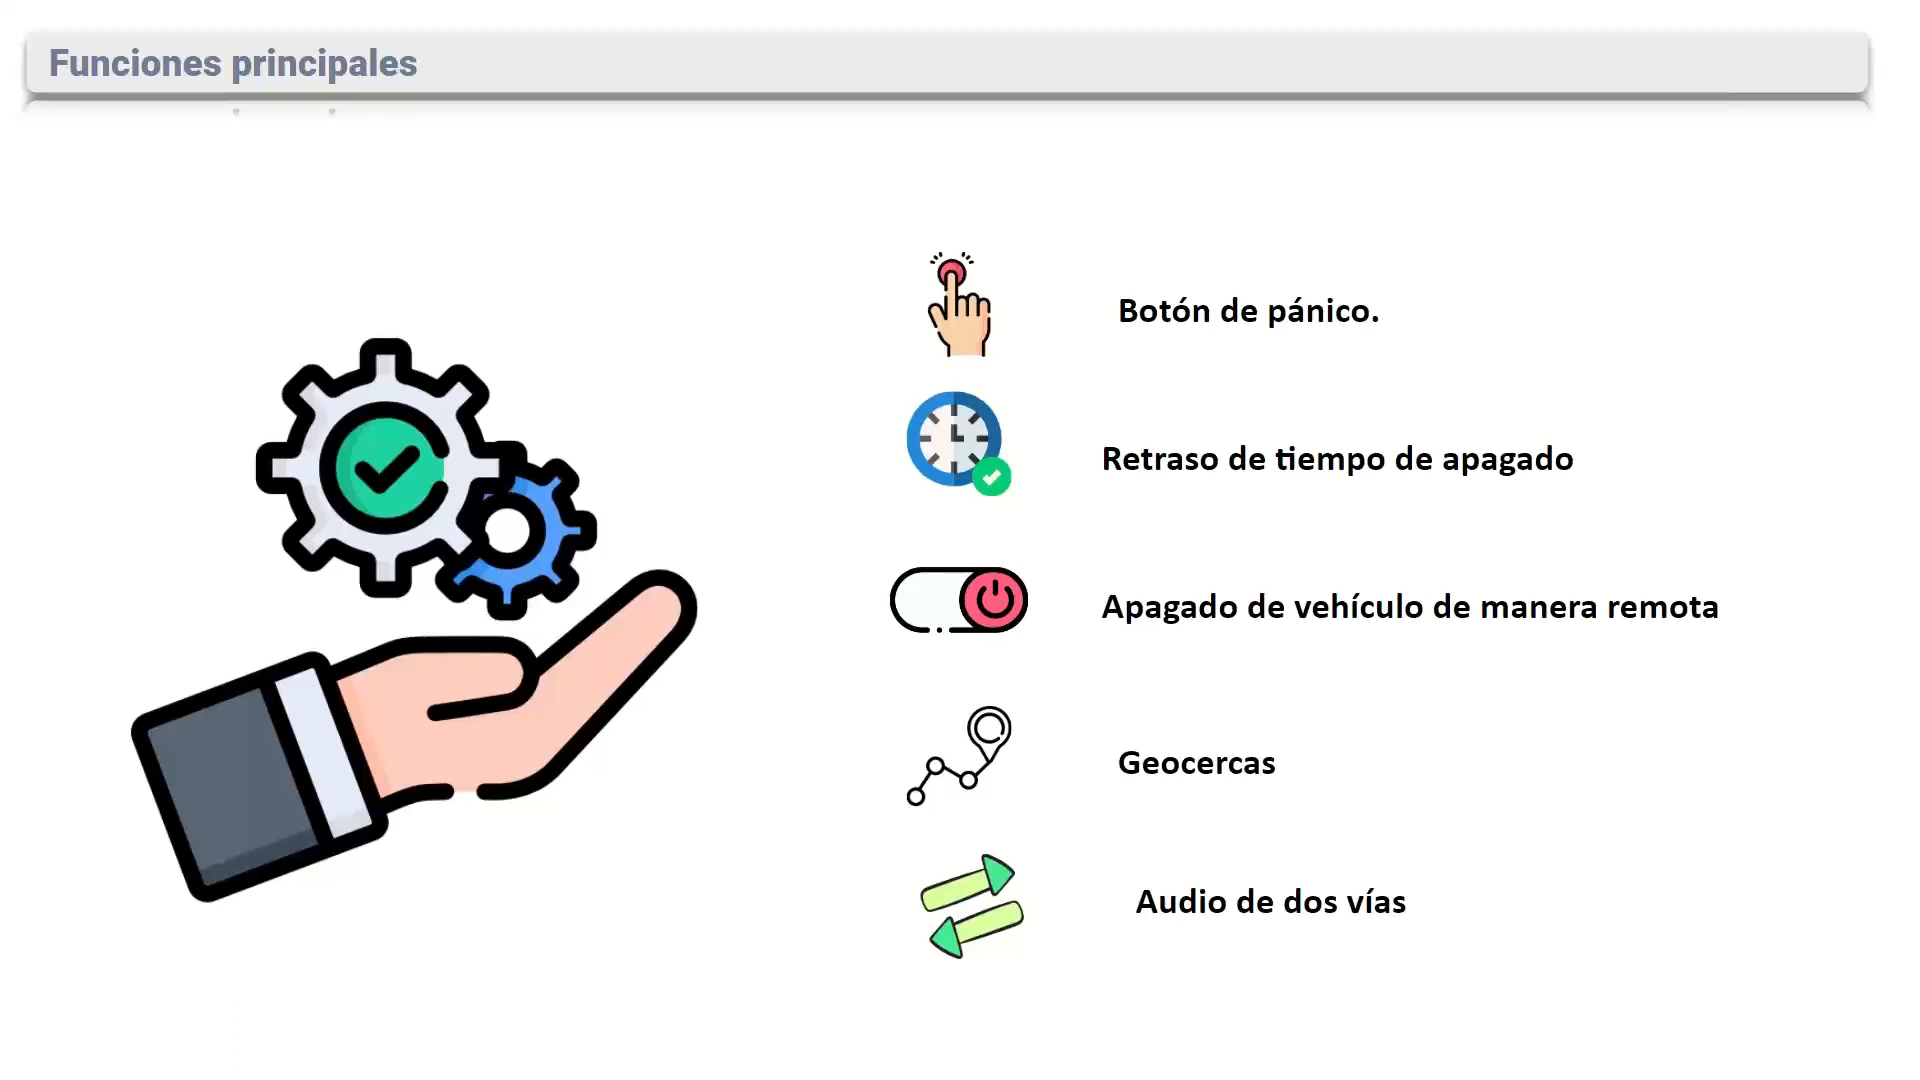 Funciones principales
Botón de pánico.
Retraso de tiempo de apagado
Apagado de vehículo de manera remota
Geocercas
Audio de dos vías